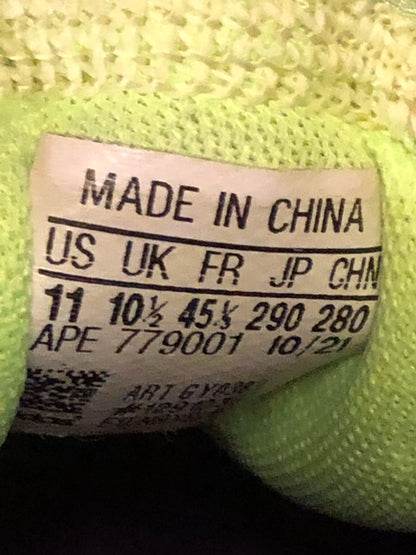 MADE IN CHINA
US UK FR JP CHN
11 10½ 45⅓ 290 280
APE 779001 10/21
ART